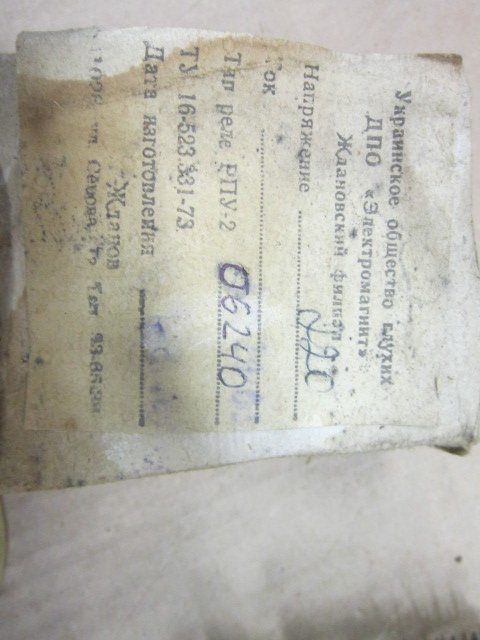 Украинское общество глухих
ДПО «Электромагнит»
Ждановский филиал
Напряжение 220
Ток
Тип реле РПУ-2 06240
ТУ 16-523.331-73
Дата изготовления
Жданов